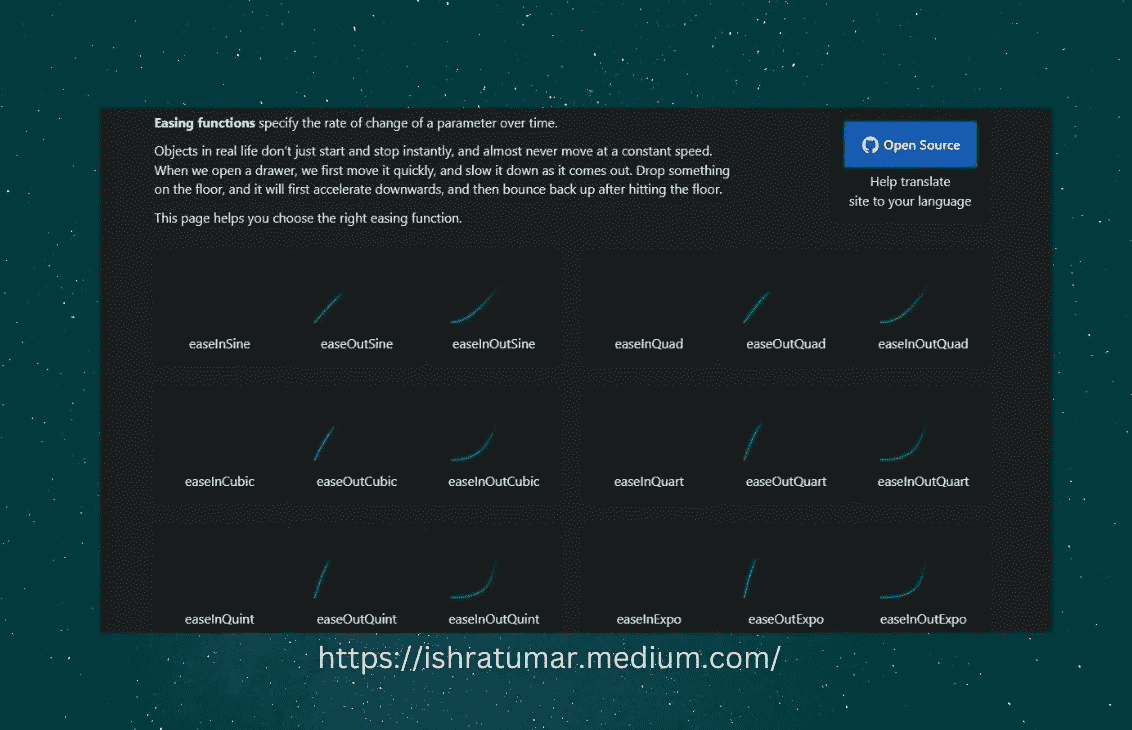 Easing functions specify the rate of change of a parameter over time.
Objects in real life don't just start and stop instantly, and almost never move at a constant speed.
When we open a drawer, we first move it quickly, and slow it down as it comes out. Drop something
on the floor, and it will first accelerate downwards, and then bounce back up after hitting the floor.
This page helps you choose the right easing function.
Open Source
Help translate
site to your language
easeInSine easeOutSine easeInOutSine easeInQuad easeOutQuad easeInOutQuad
easeInCubic easeOutCubic easeInOutCubic easeInQuart easeOutQuart easeInOutQuart
easeInQuint easeOutQuint easeInOutQuint easeInExpo easeOutExpo easeInOutExpo
https://ishratumar.medium.com/